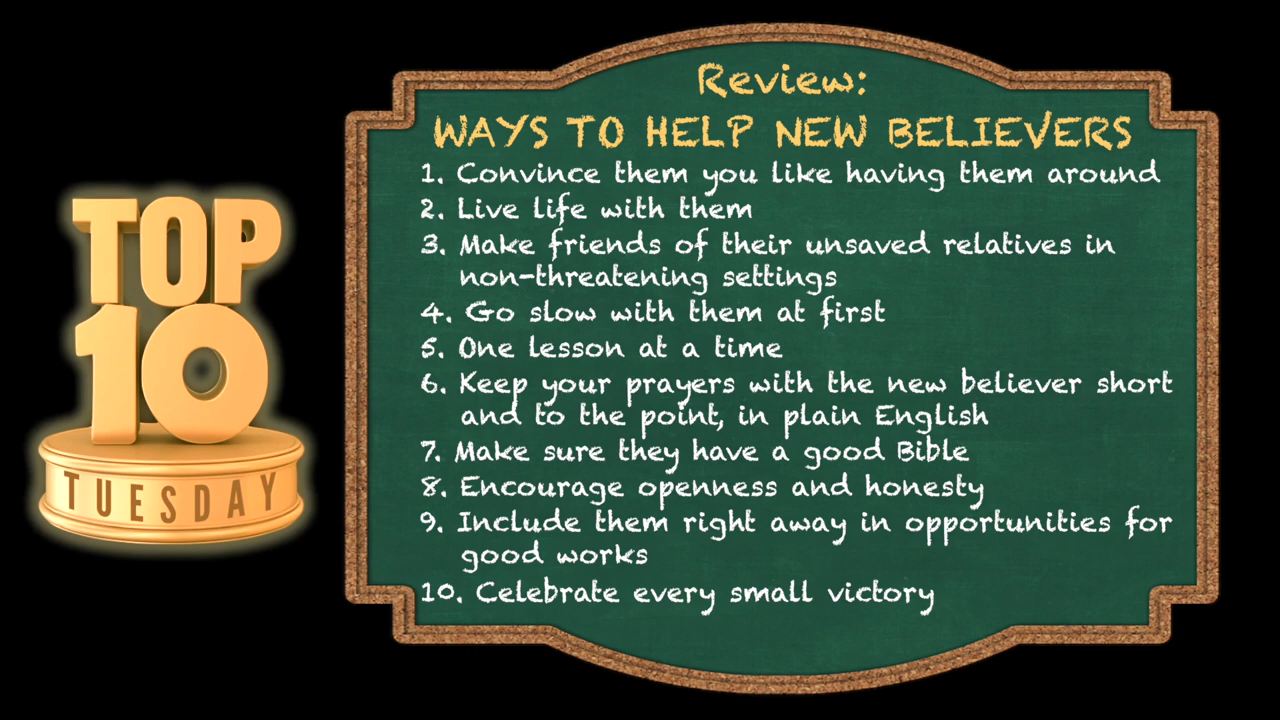 TOP
10
TUESDAY
Review:
WAYS TO HELP NEW BELIEVERS
1. Convince them you like having them around
2. Live life with them
3. Make friends of their unsaved relatives in
non-threatening settings
4. Go slow with them at first
5. One lesson at a time
6. Keep your prayers with the new believer short
and to the point, in plain English
7. Make sure they have a good Bible
8. Encourage openness and honesty
9. Include them right away in opportunities for
good works
10. Celebrate every small victory